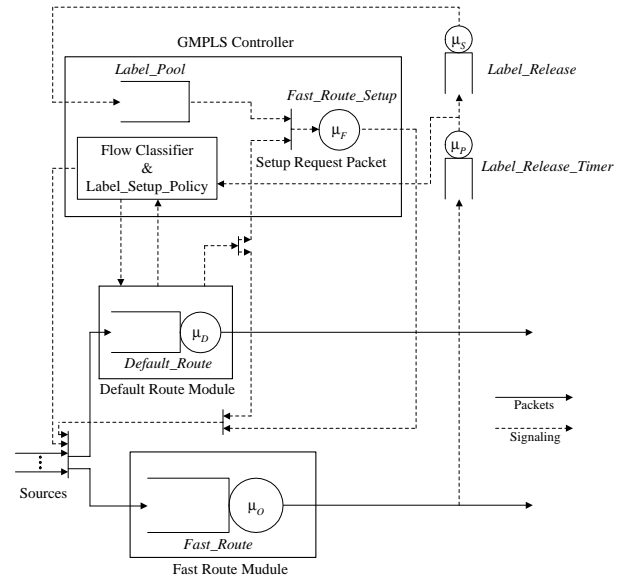 GMPLS Controller
Label_Pool
Fast_Route_Setup
μF
Setup Request Packet
Flow Classifier
&
Label_Setup_Policy
μS
Label_Release
μP
Label_Release_Timer
μD
Default_Route
Default Route Module
Packets
Signaling
Sources
μO
Fast_Route
Fast Route Mudule